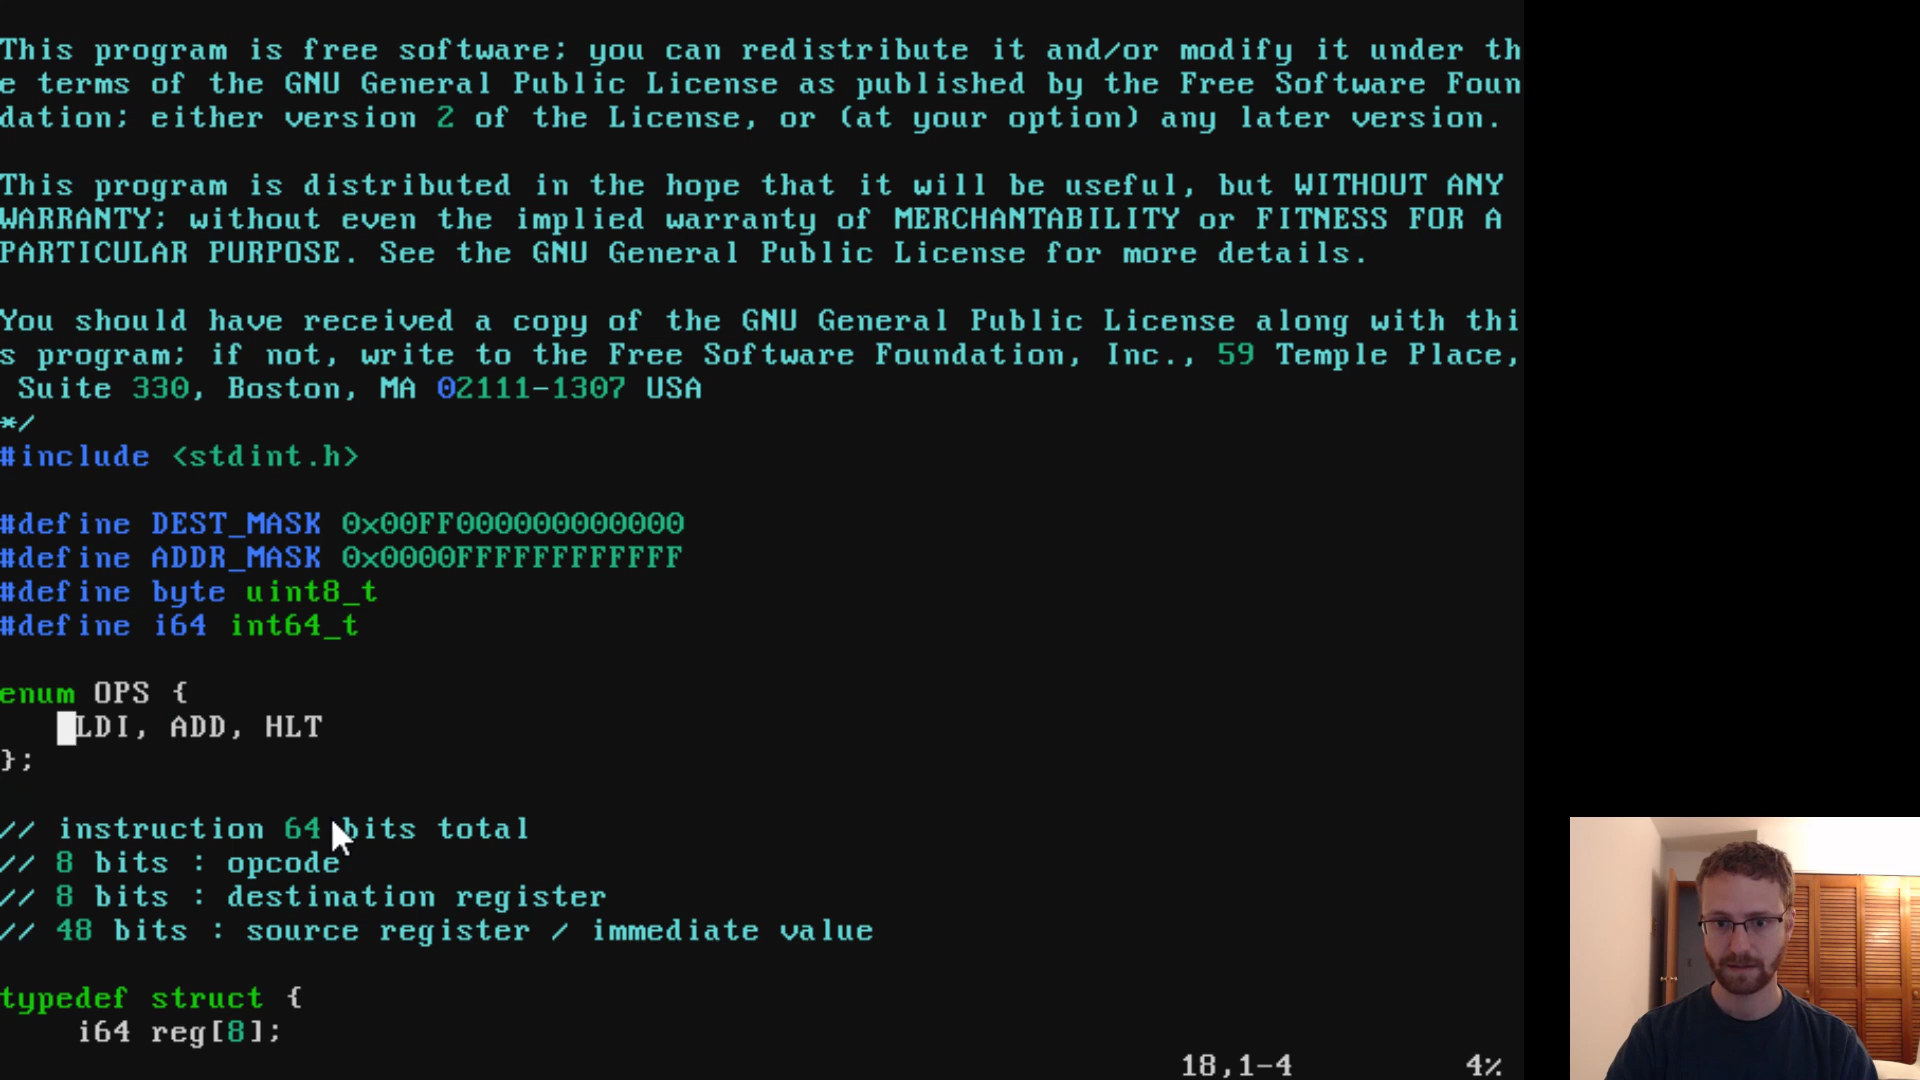 This program is free software; you can redistribute it and/or modify it under th
e terms of the GNU General Public License as published by the Free Software Foun
dation; either version 2 of the License, or (at your option) any later version.
This program is distributed in the hope that it will be useful, but WITHOUT ANY
WARRANTY; without even the implied warranty of MERCHANTABILITY or FITNESS FOR A
PARTICULAR PURPOSE. See the GNU General Public License for more details.
You should have received a copy of the GNU General Public License along with thi
s program; if not, write to the Free Software Foundation, Inc., 59 Temple Place,
Suite 330, Boston, MA 02111-1307 USA
*/
#include <stdint.h>
#define DEST_MASK 0x00FF000000000000
#define ADDR_MASK 0x0000FFFFFFFFFFFF
#define byte uint8_t
#define i64 int64_t
enum OPS {
LDI, ADD, HLT
};
// instruction 64 bits total
// 8 bits : opcode
// 8 bits : destination register
// 48 bits : source register / immediate value
typedef struct {
i64 reg[8];
18,1-4 4%